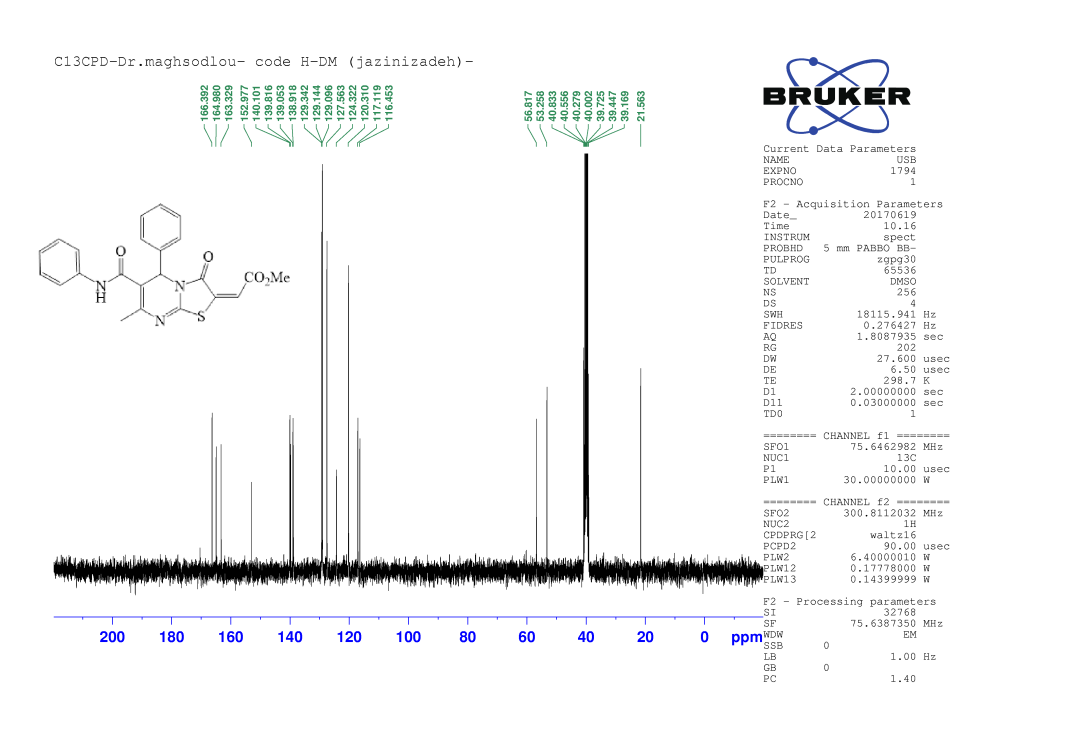 C13CPD-Dr.maghsodlou- code H-DM (jazinizadeh)-
166.392
164.980
163.329
152.977
140.101
139.816
139.053
138.918
129.342
129.144
129.096
127.563
124.322
120.310
117.119
116.453
56.817
53.258
40.833
40.556
40.279
40.002
39.725
39.447
39.169
21.563
BRUKER
O
N
H
N
O
CO2Me
N
S
200 180 160 140 120 100 80 60 40 20 0 ppm
Current Data Parameters
NAME USB
EXPNO 1794
PROCNO 1
F2 - Acquisition Parameters
Date_ 20170619
Time 10.16
INSTRUM spect
PROBHD 5 mm PABBO BB-
PULPROG zgpg30
TD 65536
SOLVENT DMSO
NS 256
DS 4
SWH 18115.941 Hz
FIDRES 0.276427 Hz
AQ 1.8087935 sec
RG 202
DW 27.600 usec
DE 6.50 usec
TE 298.7 K
D1 2.00000000 sec
D11 0.03000000 sec
TD0 1
======== CHANNEL f1 ========
SFO1 75.6462982 MHz
NUC1 13C
P1 10.00 usec
PLW1 30.00000000 W
======== CHANNEL f2 ========
SFO2 300.8112032 MHz
NUC2 1H
CPDPRG[2 waltz16
PCPD2 90.00 usec
PLW2 6.40000010 W
PLW12 0.17778000 W
PLW13 0.14399999 W
F2 - Processing parameters
SI 32768
SF 75.6387350 MHz
WDW EM
SSB 0
LB 1.00 Hz
GB 0
PC 1.40